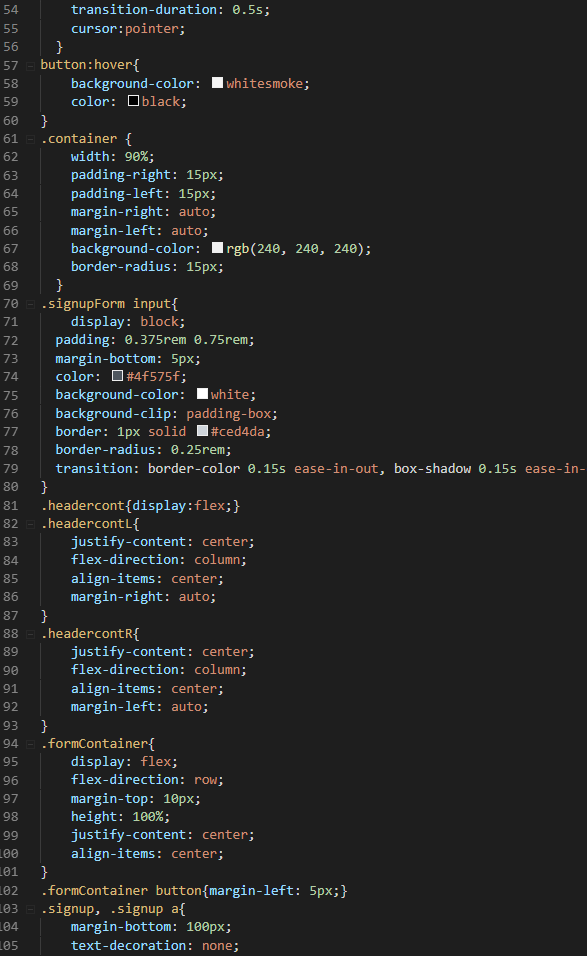 54 transition-duration: 0.5s;
55 cursor:pointer;
56 }
57 button:hover{
58 background-color: whitesmoke;
59 color: black;
60 }
61 .container {
62 width: 90%;
63 padding-right: 15px;
64 padding-left: 15px;
65 margin-right: auto;
66 margin-left: auto;
67 background-color: rgb(240, 240, 240);
68 border-radius: 15px;
69 }
70 .signupForm input{
71 display: block;
72 padding: 0.375rem 0.75rem;
73 margin-bottom: 5px;
74 color: #4f575f;
75 background-color: white;
76 background-clip: padding-box;
77 border: 1px solid #ced4da;
78 border-radius: 0.25rem;
79 transition: border-color 0.15s ease-in-out, box-shadow 0.15s ease-in-
80 }
81 .headercont{display:flex;}
82 .headercontL{
83 justify-content: center;
84 flex-direction: column;
85 align-items: center;
86 margin-right: auto;
87 }
88 .headercontR{
89 justify-content: center;
90 flex-direction: column;
91 align-items: center;
92 margin-left: auto;
93 }
94 .formContainer{
95 display: flex;
96 flex-direction: row;
97 margin-top: 10px;
98 height: 100%;
99 justify-content: center;
100 align-items: center;
101 }
102 .formContainer button{margin-left: 5px;}
103 .signup, .signup a{
104 margin-bottom: 100px;
105 text-decoration: none;